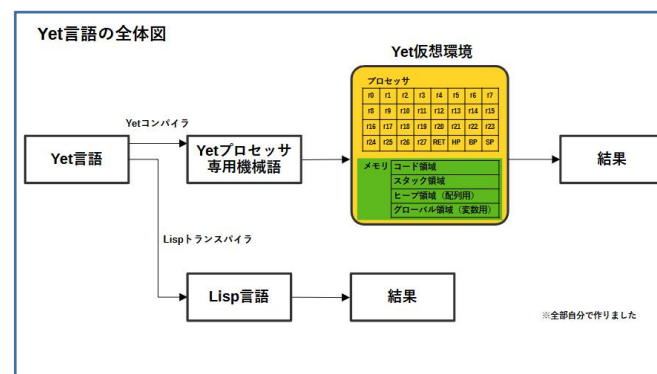 Yet言語の全体図
Yet仮想環境
プロセッサ
r0 r1 r2 r3 r4 r5 r6 r7
r8 r9 r10 r11 r12 r13 r14 r15
r16 r17 r18 r19 r20 r21 r22 r23
r24 r25 r26 r27 RET HP BP SP
メモリ
コード領域
スタック領域
ヒープ領域（配列用）
グローバル領域（変数用）
Yetコンパイラ
Yet言語
Yetプロセッサ
専用機械語
結果
Lispトランスパイラ
Lisp言語
結果
※全部自分で作りました